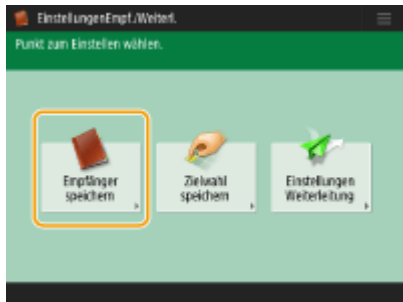 EinstellungenEmpf./Weiterl.
Punkt zum Einstellen wählen.
Empfänger
speichern
Zielwahl
speichern
Einstellungen
Weiterleitung